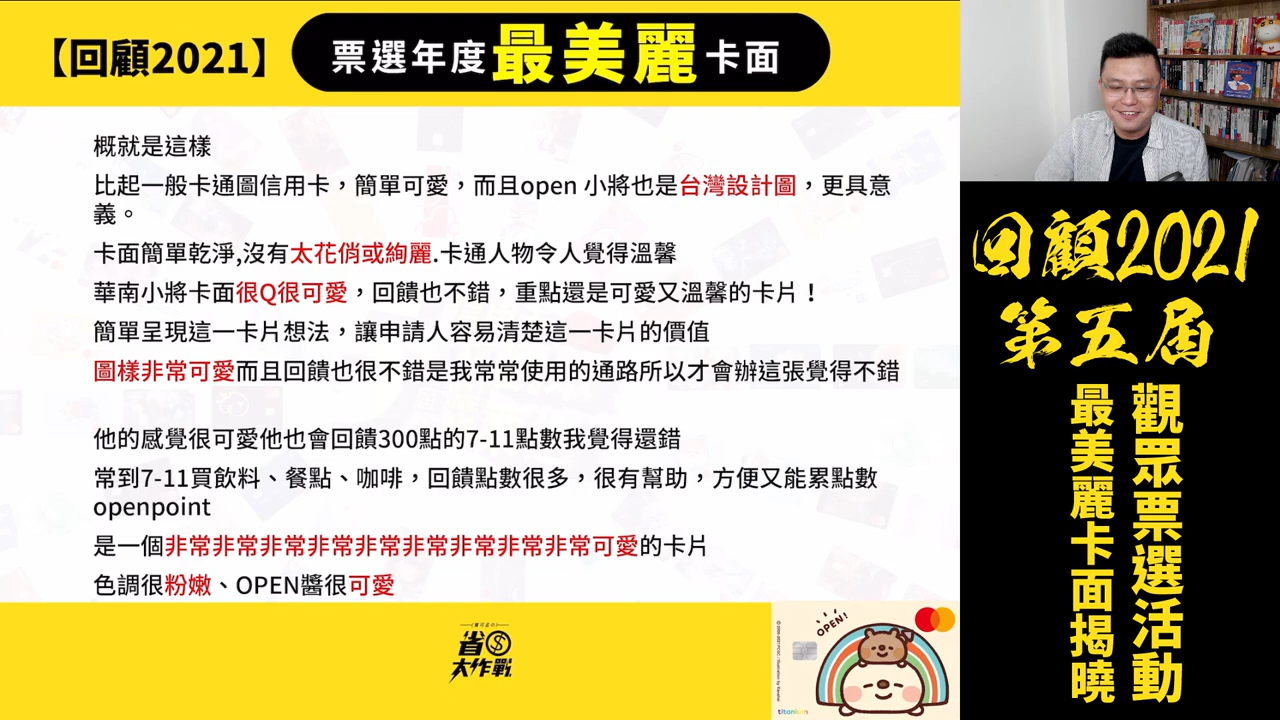 【回顧2021】 票選年度最美麗卡面
概就是這樣
比起一般卡通圖信用卡，簡單可愛，而且open 小將也是台灣設計圖，更具意
義。
卡面簡單乾淨,沒有太花俏或絢麗.卡通人物令人覺得溫馨
華南小將卡面很Q很可愛，回饋也不錯，重點還是可愛又溫馨的卡片！
簡單呈現這一卡片想法，讓申請人容易清楚這一卡片的價值
圖樣非常可愛而且回饋也很不錯是我常常使用的通路所以才會辦這張覺得不錯
他的感覺很可愛他也會回饋300點的7-11點數我覺得還錯
常到7-11買飲料、餐點、咖啡，回饋點數很多，很有幫助，方便又能累點數
openpoint
是一個非常非常非常非常非常非常非常非常非常可愛的卡片
色調很粉嫩、OPEN醬很可愛
省
大作戰
OPEN!
titanium
回顧2021
第五屆
觀眾票選活動
最美麗卡面揭曉